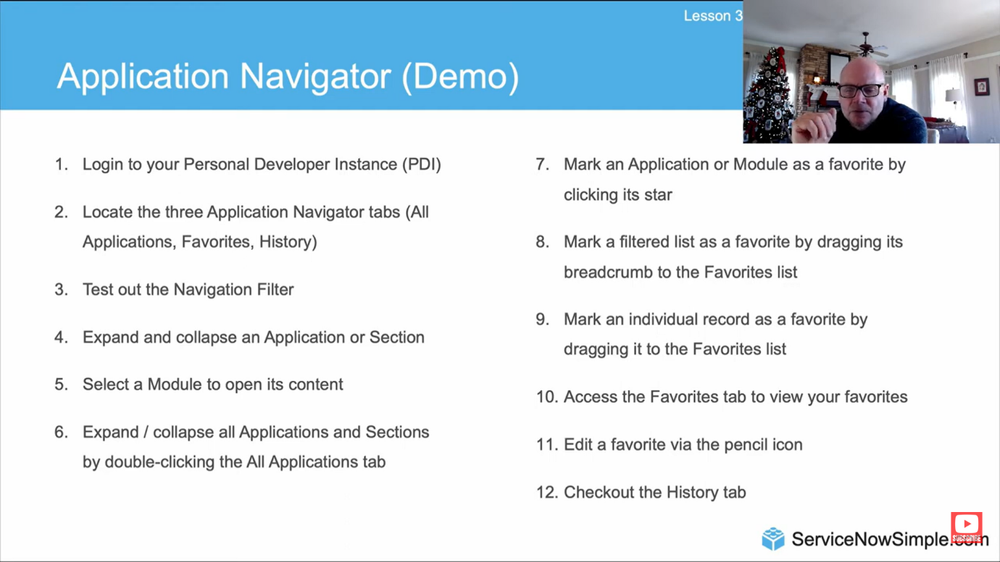 Lesson 3
Application Navigator (Demo)
1. Login to your Personal Developer Instance (PDI)
2. Locate the three Application Navigator tabs (All
Applications, Favorites, History)
3. Test out the Navigation Filter
4. Expand and collapse an Application or Section
5. Select a Module to open its content
6. Expand / collapse all Applications and Sections
by double-clicking the All Applications tab
7. Mark an Application or Module as a favorite by
clicking its star
8. Mark a filtered list as a favorite by dragging its
breadcrumb to the Favorites list
9. Mark an individual record as a favorite by
dragging it to the Favorites list
10. Access the Favorites tab to view your favorites
11. Edit a favorite via the pencil icon
12. Checkout the History tab
SUBSCRIBE
ServiceNowSimple.com